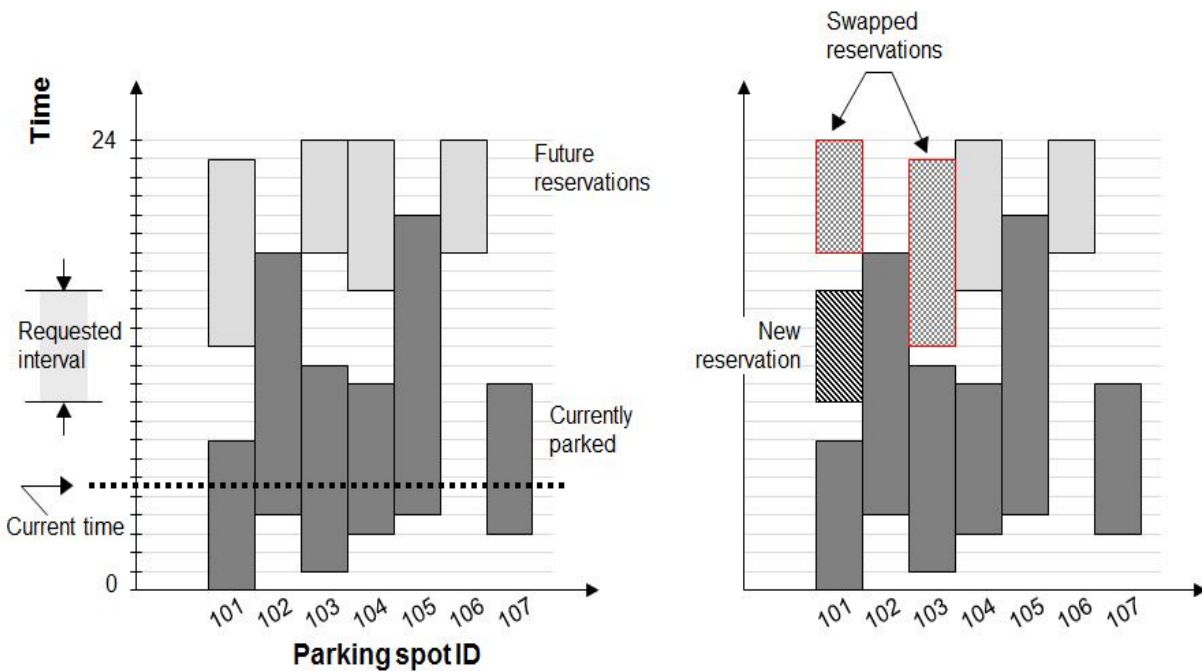 Time
24
Future
reservations
Requested
interval
Currently
parked
Current time
0
101 102 103 104 105 106 107
Parking spot ID
Swapped
reservations
New
reservation
101 102 103 104 105 106 107